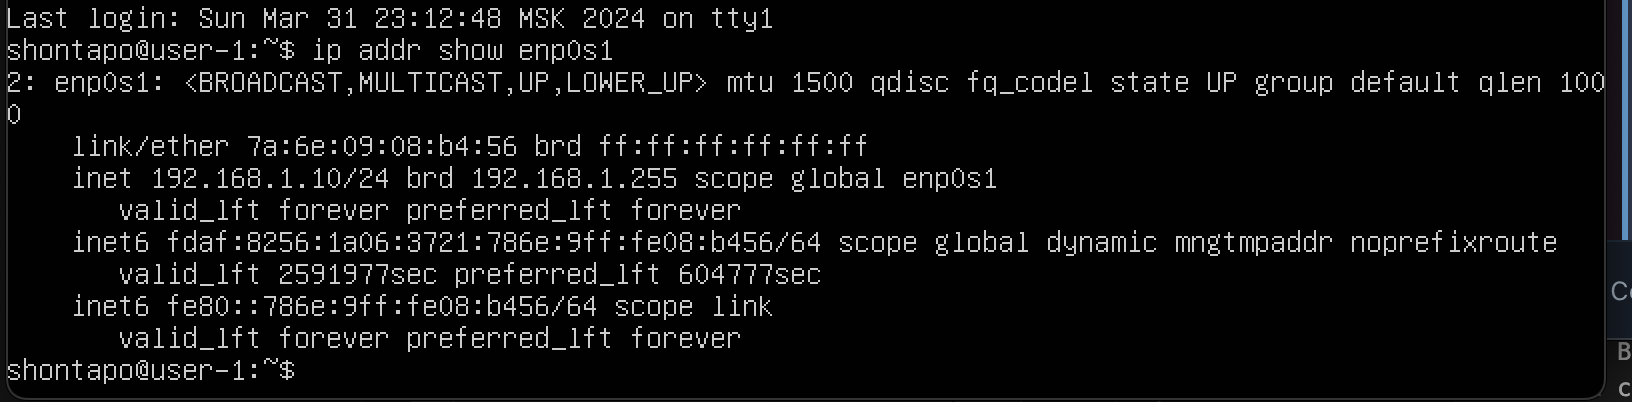 Last login: Sun Mar 31 23:12:48 MSK 2024 on tty1
shontapo@user-1:~$ ip addr show enp0s1
2: enp0s1: <BROADCAST,MULTICAST,UP,LOWER_UP> mtu 1500 qdisc fq_codel state UP group default qlen 100
0
    link/ether 7a:6e:09:08:b4:56 brd ff:ff:ff:ff:ff:ff
    inet 192.168.1.10/24 brd 192.168.1.255 scope global enp0s1
       valid_lft forever preferred_lft forever
    inet6 fdaf:8256:1a06:3721:786e:9ff:fe08:b456/64 scope global dynamic mngtmpaddr noprefixroute
       valid_lft 2591977sec preferred_lft 604777sec
    inet6 fe80::786e:9ff:fe08:b456/64 scope link
       valid_lft forever preferred_lft forever
shontapo@user-1:~$